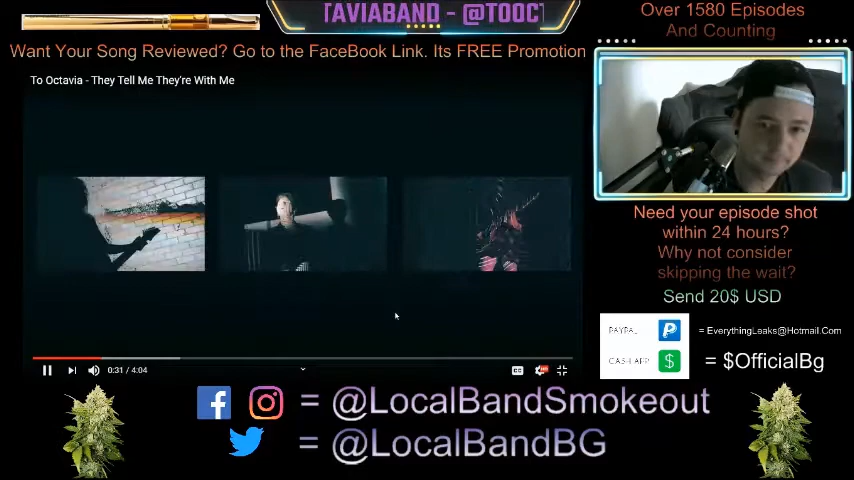 TAVIABAND - @TOOCT
Over 1580 Episodes
And Counting
Want Your Song Reviewed? Go to the FaceBook Link. Its FREE Promotion
To Octavia - They Tell Me They're With Me
Need your episode shot
within 24 hours?
Why not consider
skipping the wait?
Send 20$ USD
PAYPAL
= EverythingLeaks@Hotmail.Com
CASH APP
= $OfficialBg
0:31 / 4:04
= @LocalBandSmokeout
= @LocalBandBG